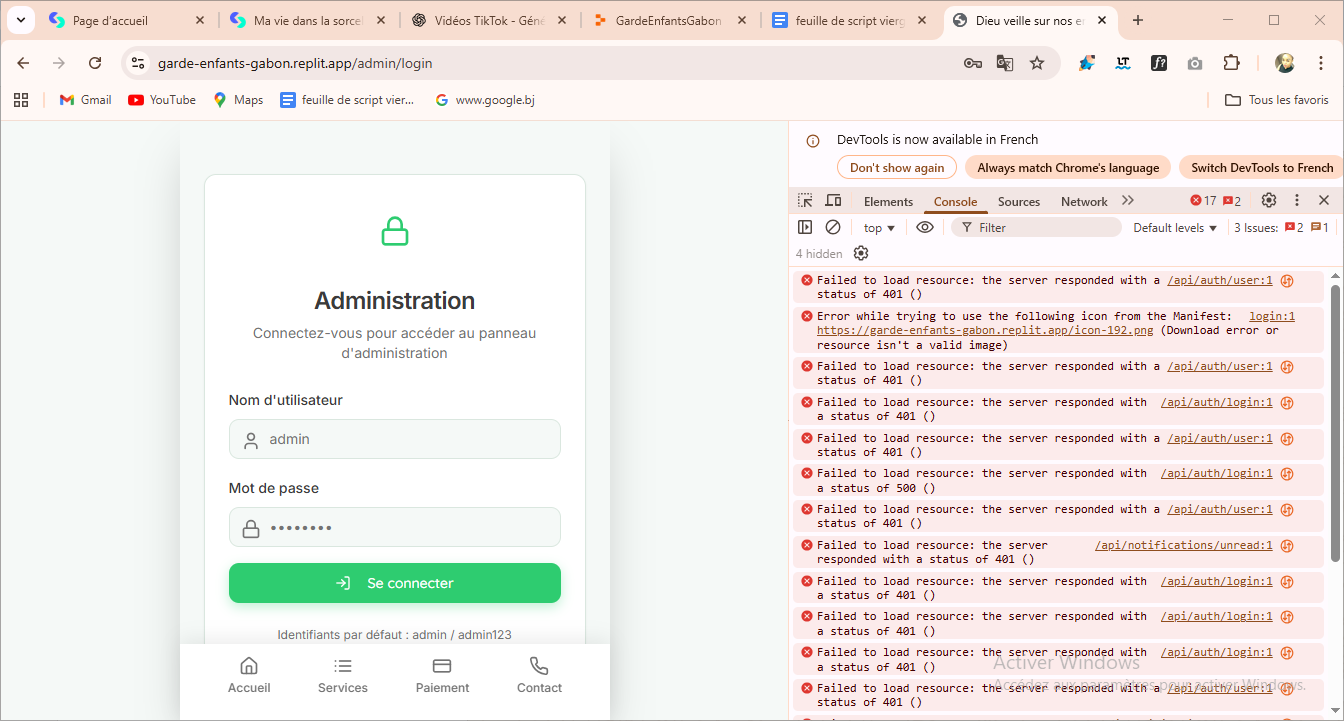 Page d'accueil
Ma vie dans la sorcel
Vidéos TikTok - Géné
GardeEnfantsGabon
feuille de script vierg
Dieu veille sur nos en
garde-enfants-gabon.replit.app/admin/login
Gmail
YouTube
Maps
feuille de script vier...
www.google.bj
Tous les favoris
Administration
Connectez-vous pour accéder au panneau
d'administration
Nom d'utilisateur
admin
Mot de passe
••••••••
Se connecter
Identifiants par défaut : admin / admin123
Accueil
Services
Paiement
Contact
DevTools is now available in French
Don't show again
Always match Chrome's language
Switch DevTools to French
Elements
Console
Sources
Network
17
2
top
Filter
Default levels
3 Issues:
2
1
4 hidden
Failed to load resource: the server responded with a /api/auth/user:1
status of 401 ()
Error while trying to use the following icon from the Manifest: login:1
https://garde-enfants-gabon.replit.app/icon-192.png (Download error or
resource isn't a valid image)
Failed to load resource: the server responded with a /api/auth/user:1
status of 401 ()
Failed to load resource: the server responded with /api/auth/login:1
a status of 401 ()
Failed to load resource: the server responded with a /api/auth/user:1
status of 401 ()
Failed to load resource: the server responded with /api/auth/login:1
a status of 500 ()
Failed to load resource: the server responded with a /api/auth/user:1
status of 401 ()
Failed to load resource: the server /api/notifications/unread:1
responded with a status of 401 ()
Failed to load resource: the server responded with /api/auth/login:1
a status of 401 ()
Failed to load resource: the server responded with /api/auth/login:1
a status of 401 ()
Failed to load resource: the server responded with /api/auth/login:1
a status of 401 ()
Failed to load resource: the server responded with a /api/auth/user:1
status of 401 ()
Activer Windows
Accédez aux paramètres pour activer Windows.